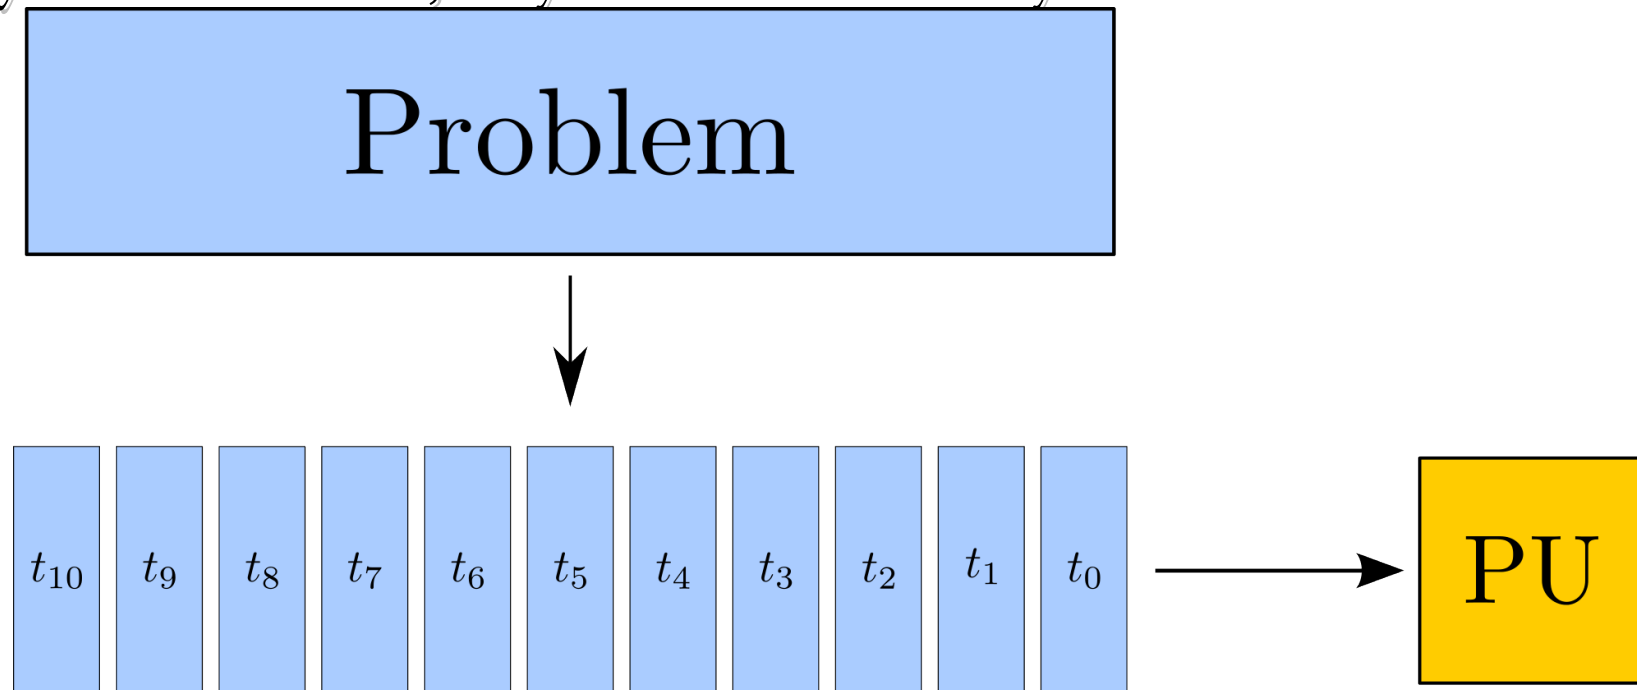 Problem
t₁₀ t₉ t₈ t₇ t₆ t₅ t₄ t₃ t₂ t₁ t₀ PU